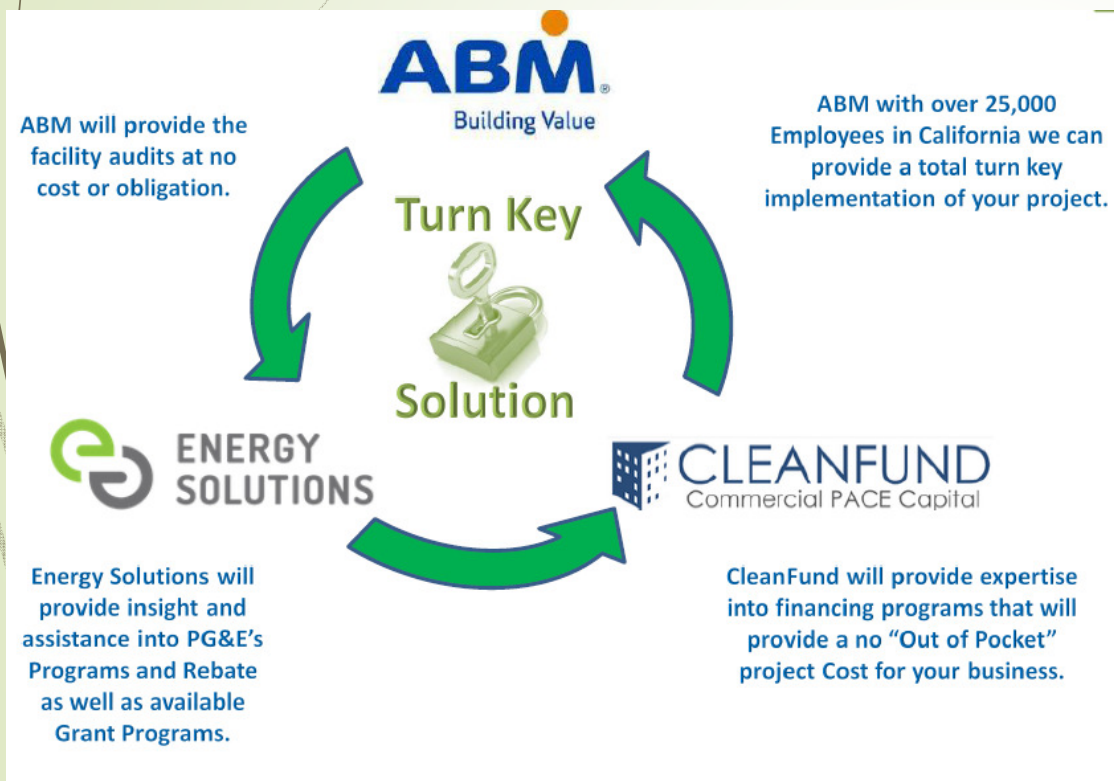 ABM®
Building Value
ABM will provide the
facility audits at no
cost or obligation.
ABM with over 25,000
Employees in California we can
provide a total turn key
implementation of your project.
Turn Key
Solution
ENERGY
SOLUTIONS
CLEANFUND
Commercial PACE Capital
Energy Solutions will
provide insight and
assistance into PG&E’s
Programs and Rebate
as well as available
Grant Programs.
CleanFund will provide expertise
into financing programs that will
provide a no “Out of Pocket”
project Cost for your business.